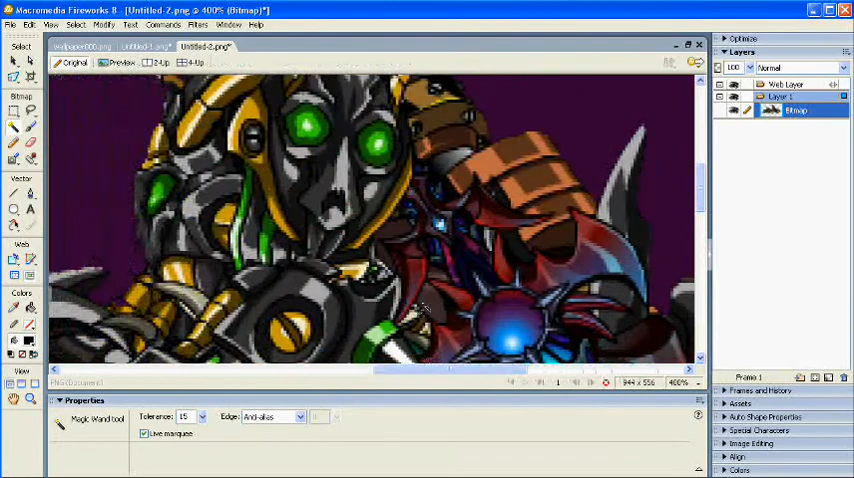 Macromedia Fireworks 8 - [Untitled-2.png @ 400% (Bitmap)*]
File Edit View Select Modify Text Commands Filters Window Help
wallpaper000.png Untitled-1.png* Untitled-2.png*
Original Preview 2-Up 4-Up
Select
Bitmap
Vector
A
Web
Colors
View
Optimize
Layers
100 Normal
Web Layer
Layer 1
Bitmap
Frame 1
Frames and History
Assets
Auto Shape Properties
Special Characters
Image Editing
Align
Colors
PNG (Document) 1 944 x 556 400%
Properties
Magic Wand tool Tolerance: 15 Edge: Anti-alias 0
Live marquee